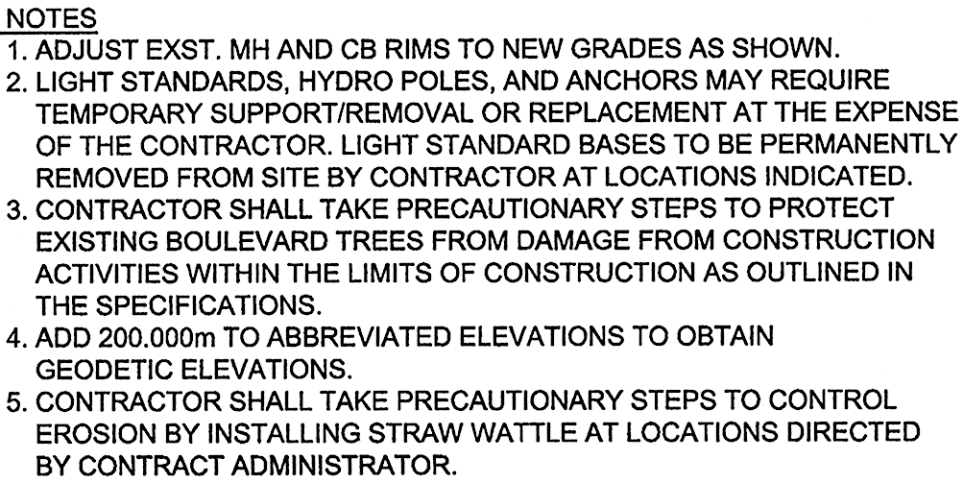 NOTES
1. ADJUST EXST. MH AND CB RIMS TO NEW GRADES AS SHOWN.
2. LIGHT STANDARDS, HYDRO POLES, AND ANCHORS MAY REQUIRE
TEMPORARY SUPPORT/REMOVAL OR REPLACEMENT AT THE EXPENSE
OF THE CONTRACTOR. LIGHT STANDARD BASES TO BE PERMANENTLY
REMOVED FROM SITE BY CONTRACTOR AT LOCATIONS INDICATED.
3. CONTRACTOR SHALL TAKE PRECAUTIONARY STEPS TO PROTECT
EXISTING BOULEVARD TREES FROM DAMAGE FROM CONSTRUCTION
ACTIVITIES WITHIN THE LIMITS OF CONSTRUCTION AS OUTLINED IN
THE SPECIFICATIONS.
4. ADD 200.000m TO ABBREVIATED ELEVATIONS TO OBTAIN
GEODETIC ELEVATIONS.
5. CONTRACTOR SHALL TAKE PRECAUTIONARY STEPS TO CONTROL
EROSION BY INSTALLING STRAW WATTLE AT LOCATIONS DIRECTED
BY CONTRACT ADMINISTRATOR.